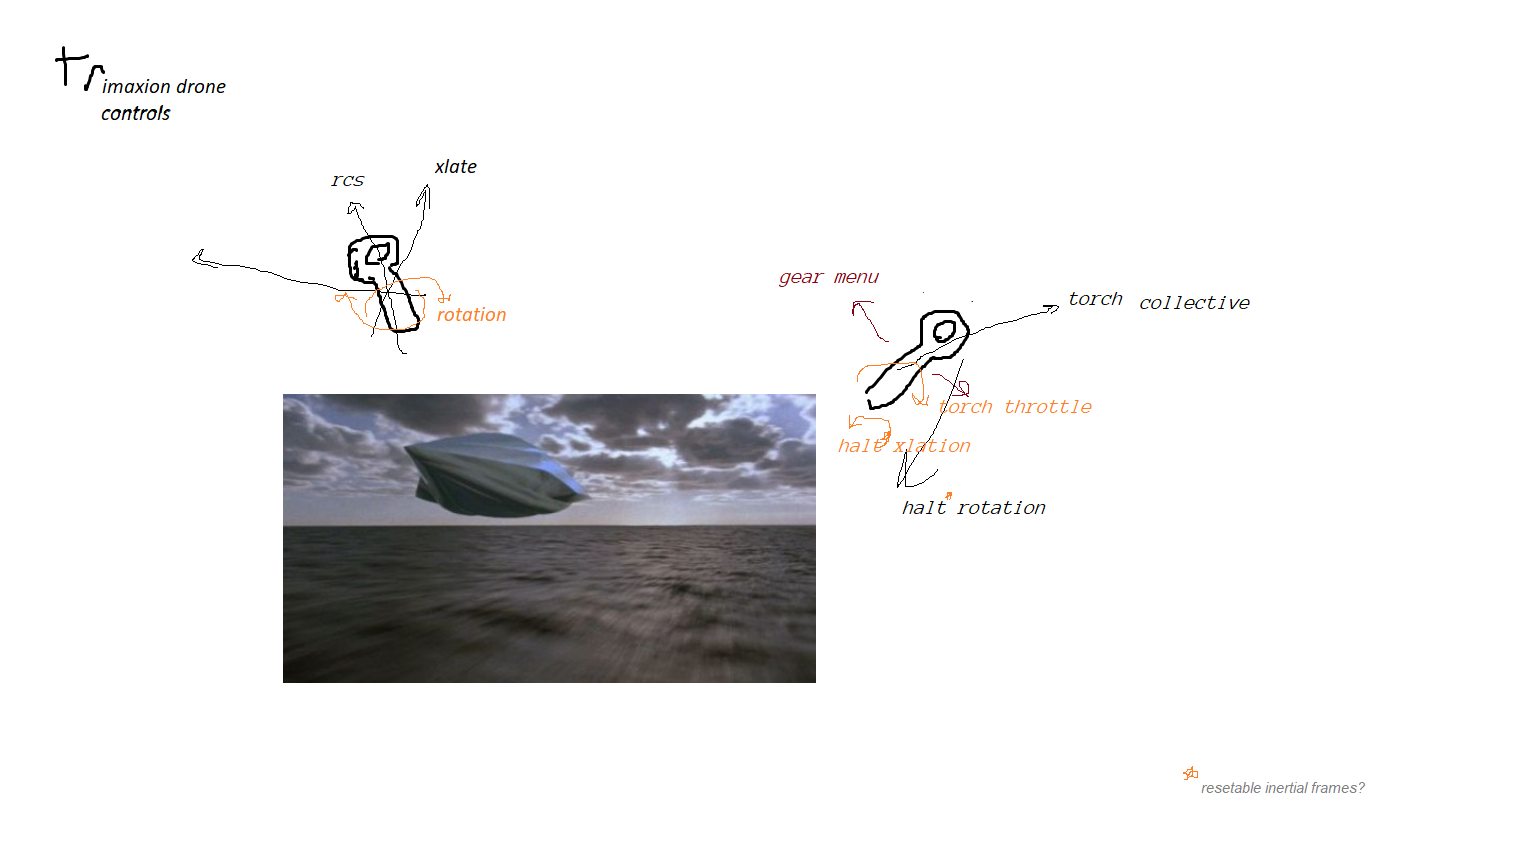 tr
imaxion drone
controls
xlate
rcs
rotation
gear menu
torch collective
torch throttle
halt xlation
halt rotation
resetable inertial frames?